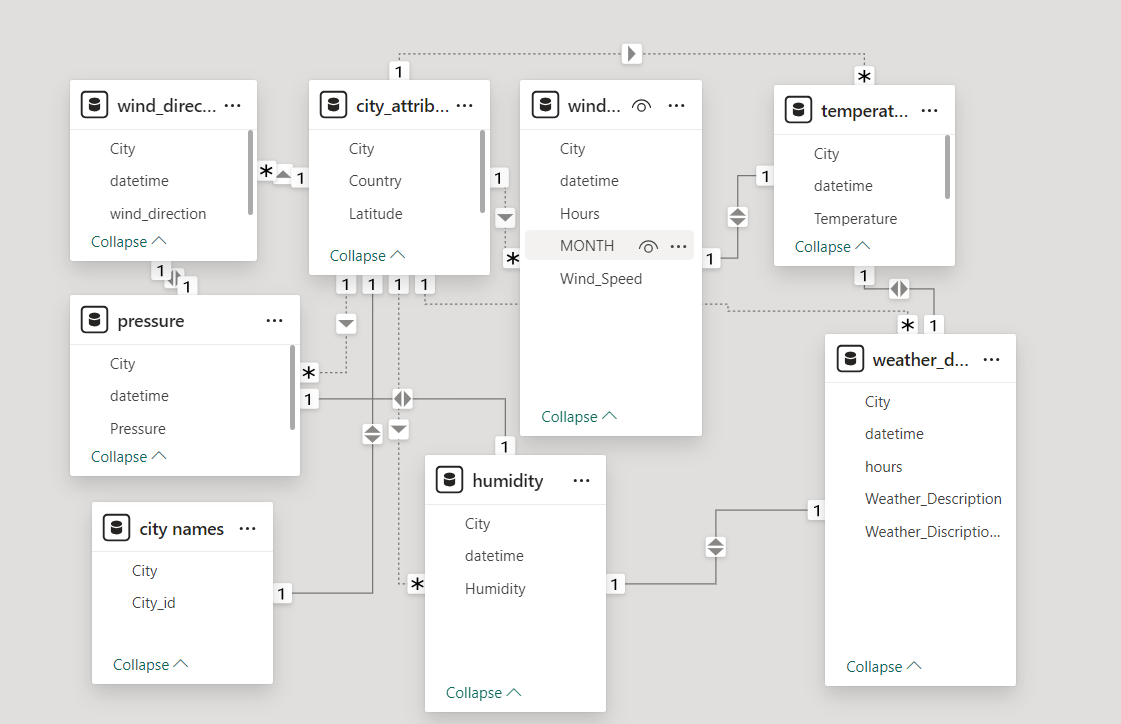 1
*
wind_direc... ...
City
datetime
wind_direction
Collapse
* 1
city_attrib... ...
City
Country
Latitude
Collapse
1
*
wind... ...
City
datetime
Hours
MONTH ...
Wind_Speed
Collapse
1
1
temperat... ...
City
datetime
Temperature
Collapse
1
1
1
1 1 1 1
pressure ...
City
datetime
Pressure
Collapse
*
1
* 1
weather_d... ...
City
datetime
hours
Weather_Description
Weather_Discriptio...
Collapse
1
1
humidity ...
City
datetime
Humidity
Collapse
*
1
city names ...
City
City_id
Collapse
1